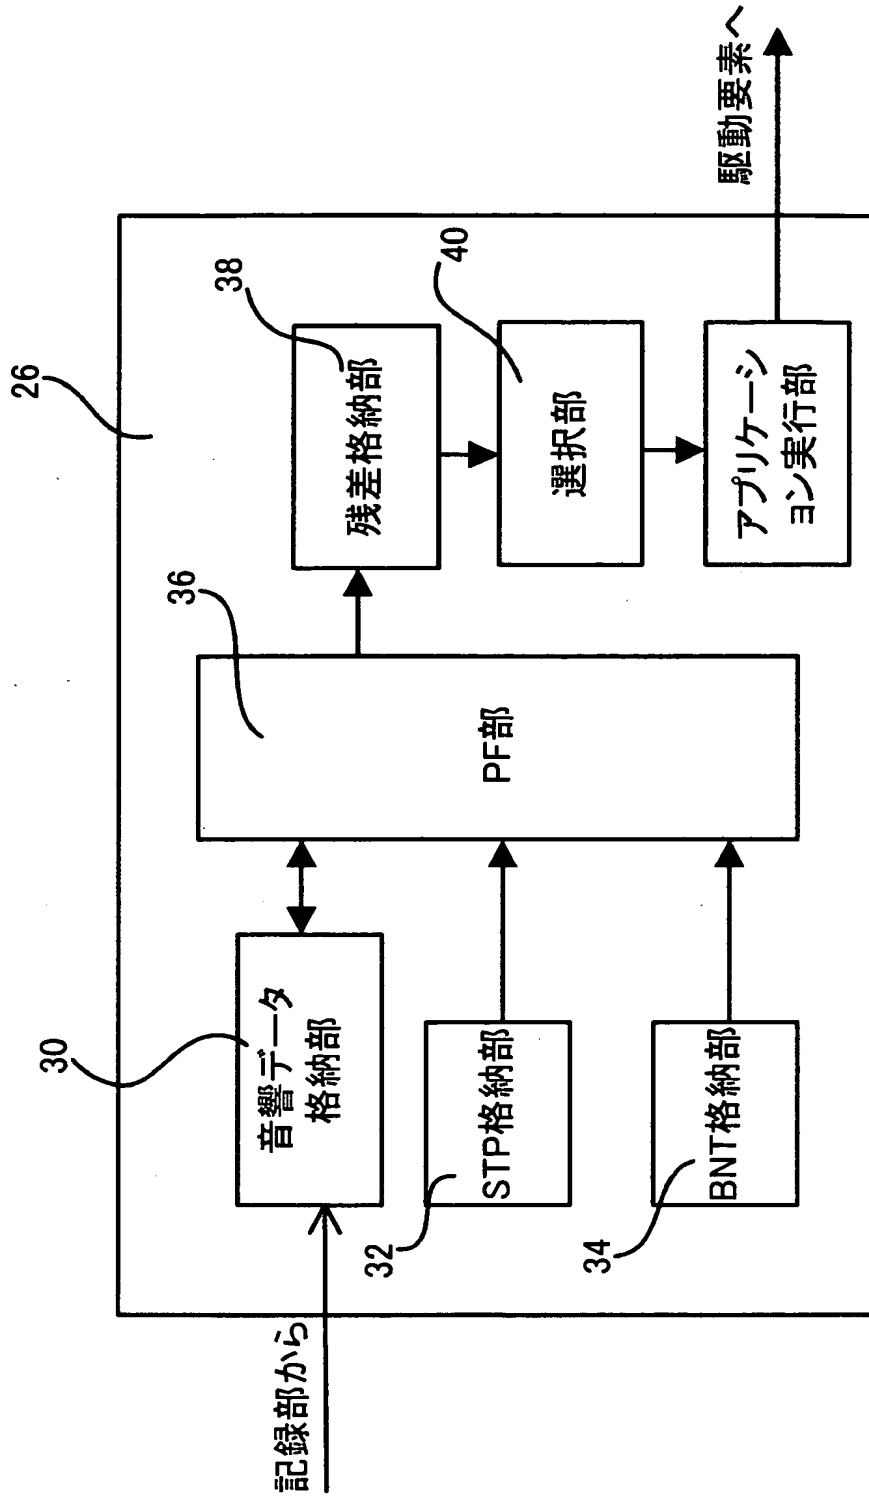 26
記録部から
30
音響データ
格納部
32
STP格納部
34
BNT格納部
36
PF部
38
残差格納部
40
選択部
アプリケーシ
ョン実行部
駆動要素へ